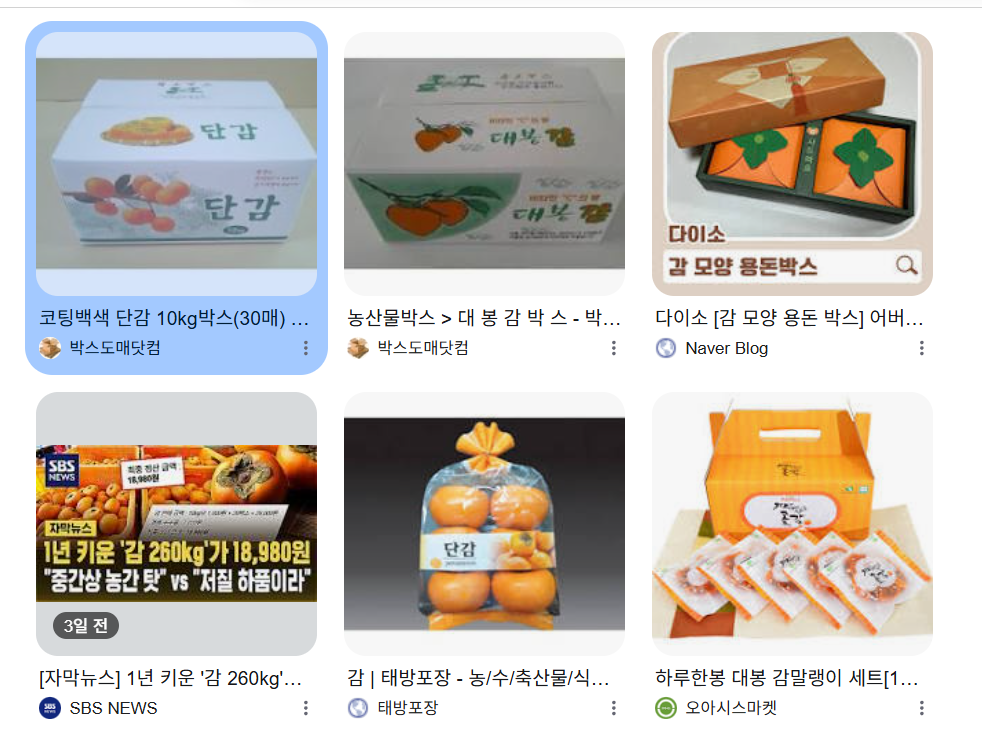 단감
단감
대봉감
대봉감
다이소
감 모양 용돈박스
코팅백색 단감 10kg박스(30매) ...
농산물박스 > 대 봉 감 박 스 - 박...
다이소 [감 모양 용돈 박스] 어버...
박스도매닷컴
박스도매닷컴
Naver Blog
SBS
NEWS
최종 정산 금액
18,980원
자막뉴스
1년 키운 '감 260kg'가 18,980원
"중간상 농간 탓" vs "저질 하품이라"
3일 전
단감
곶감
[자막뉴스] 1년 키운 '감 260kg'...
감 | 태방포장 - 농/수/축산물/식...
하루한봉 대봉 감말랭이 세트[1...
SBS NEWS
태방포장
오아시스마켓